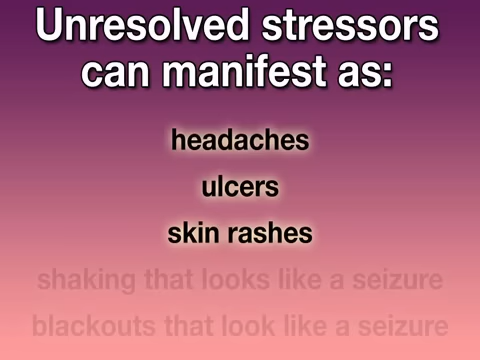 Unresolved stressors
can manifest as:
headaches
ulcers
skin rashes
shaking that looks like a seizure
blackouts that look like a seizure